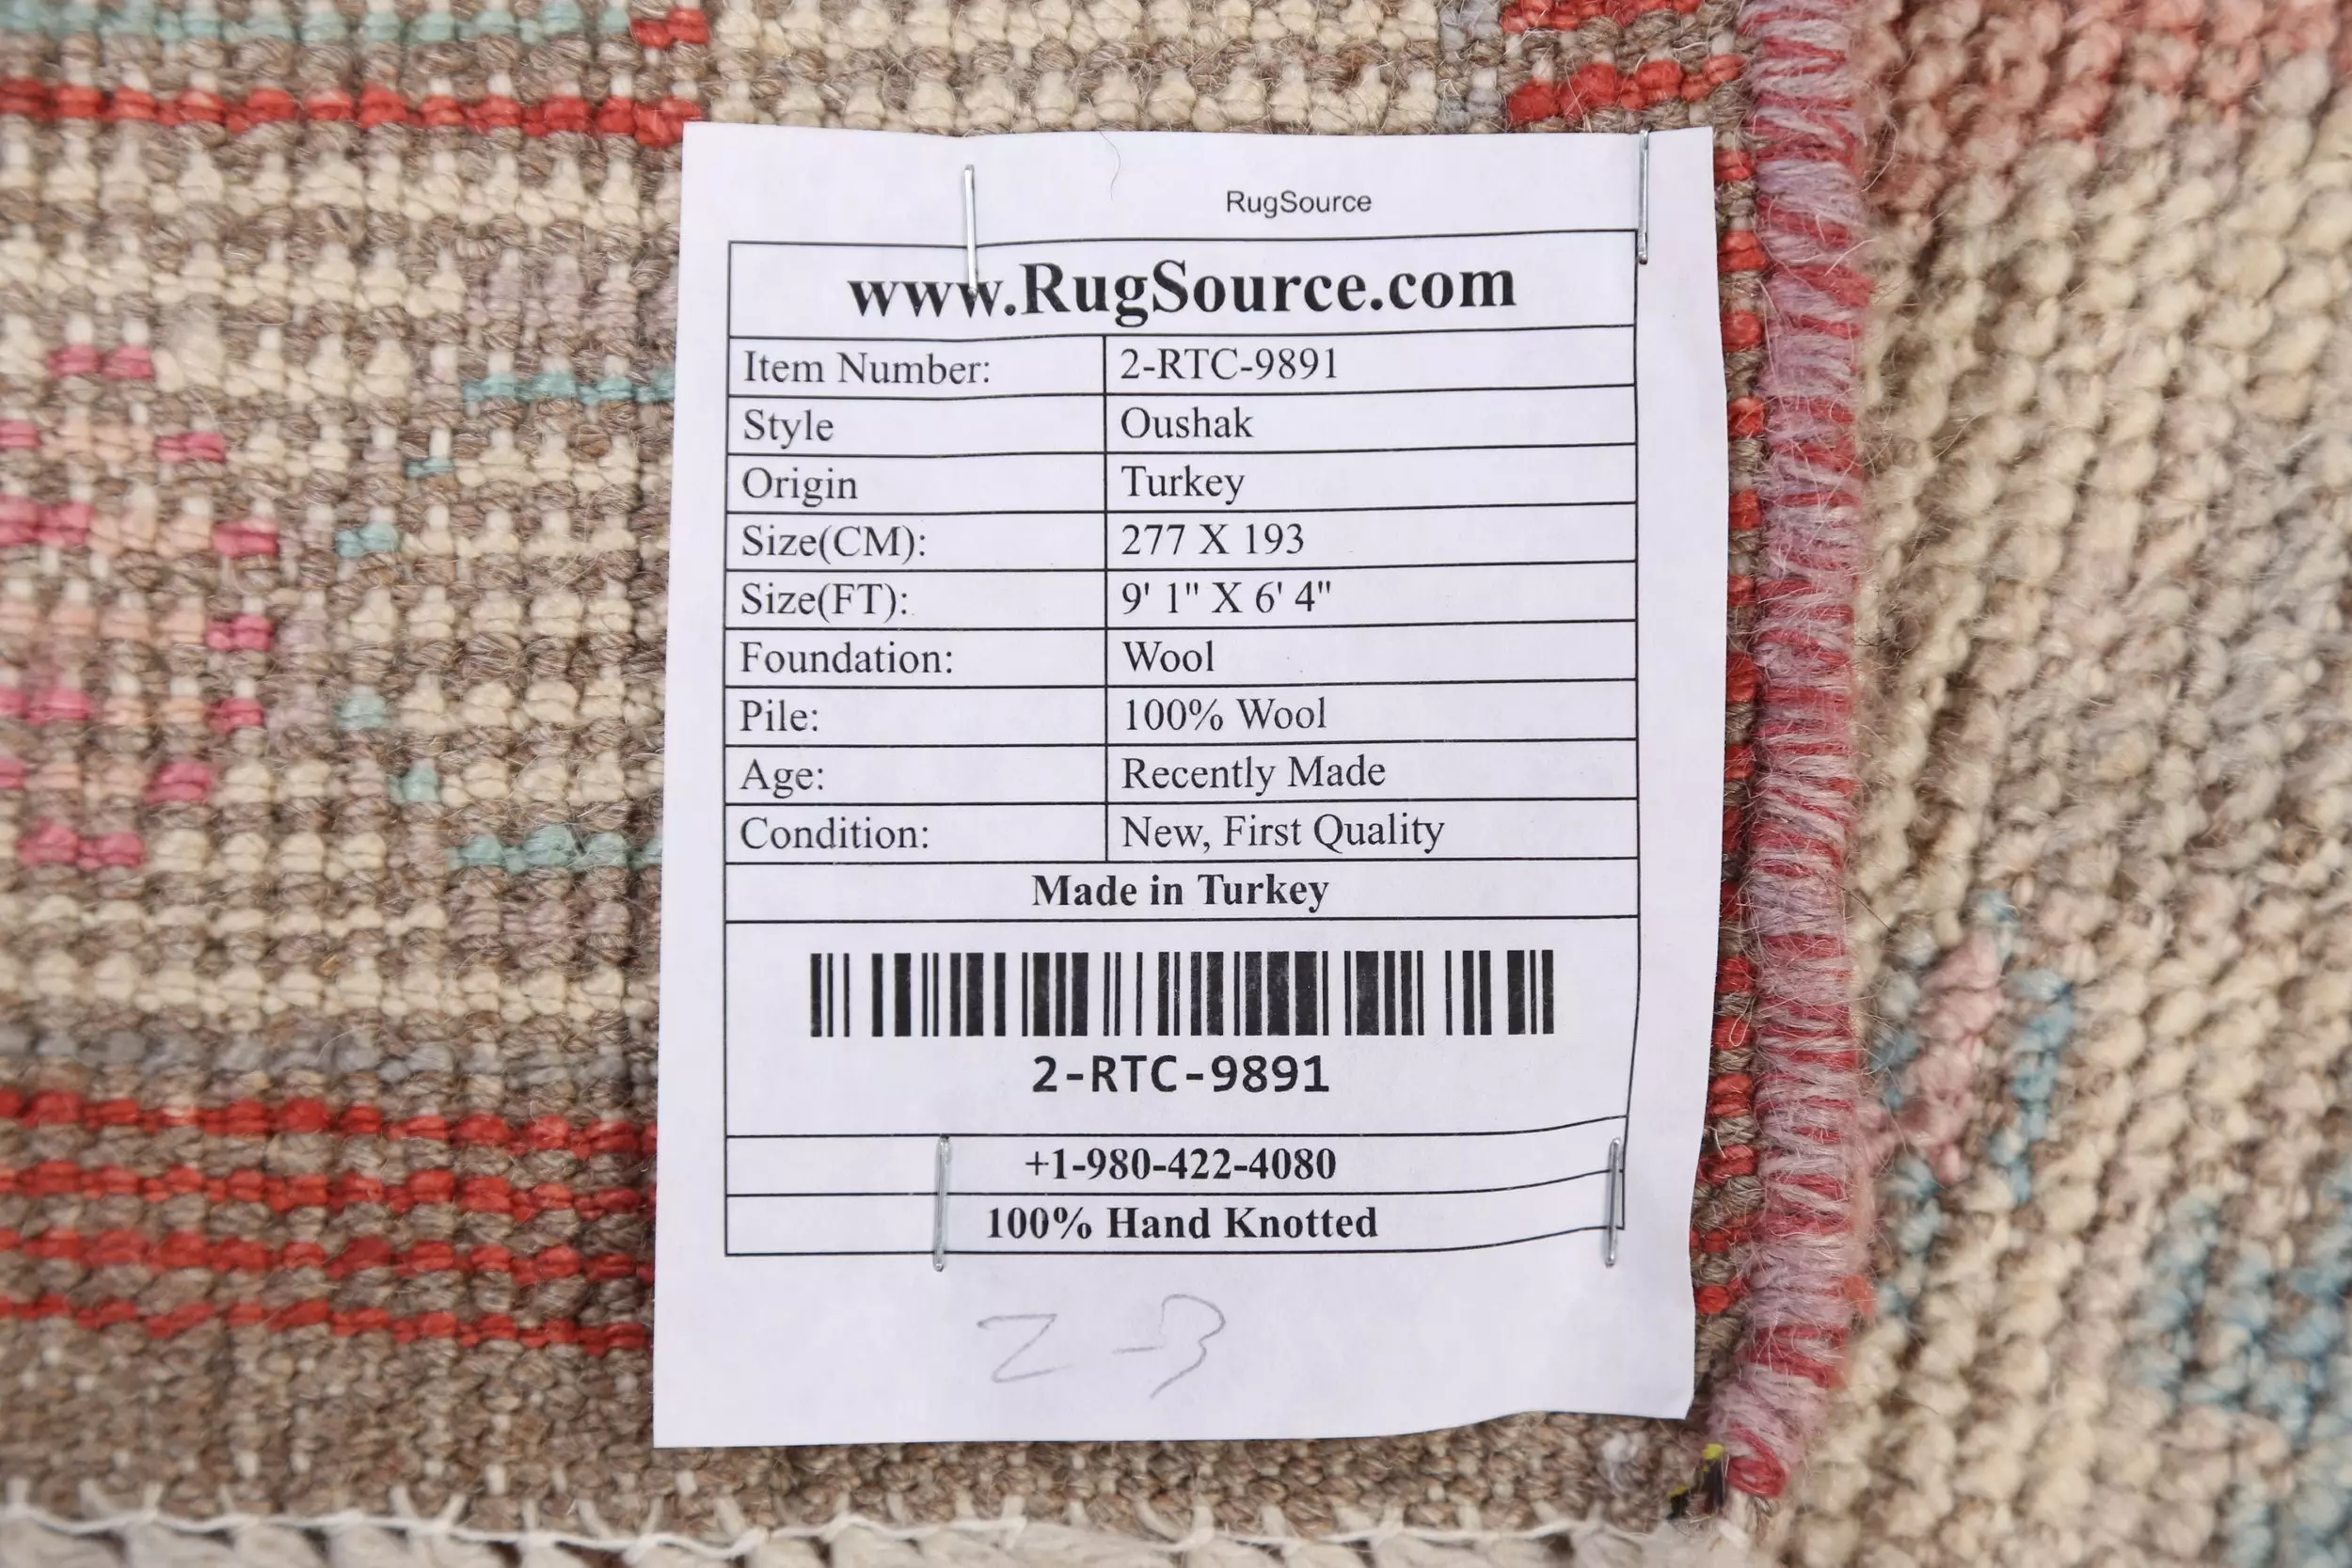 RugSource
www.RugSource.com
Item Number: 2-RTC-9891
Style Oushak
Origin Turkey
Size(CM): 277 X 193
Size(FT): 9' 1" X 6' 4"
Foundation: Wool
Pile: 100% Wool
Age: Recently Made
Condition: New, First Quality
Made in Turkey
2-RTC-9891
+1-980-422-4080
100% Hand Knotted
2-3